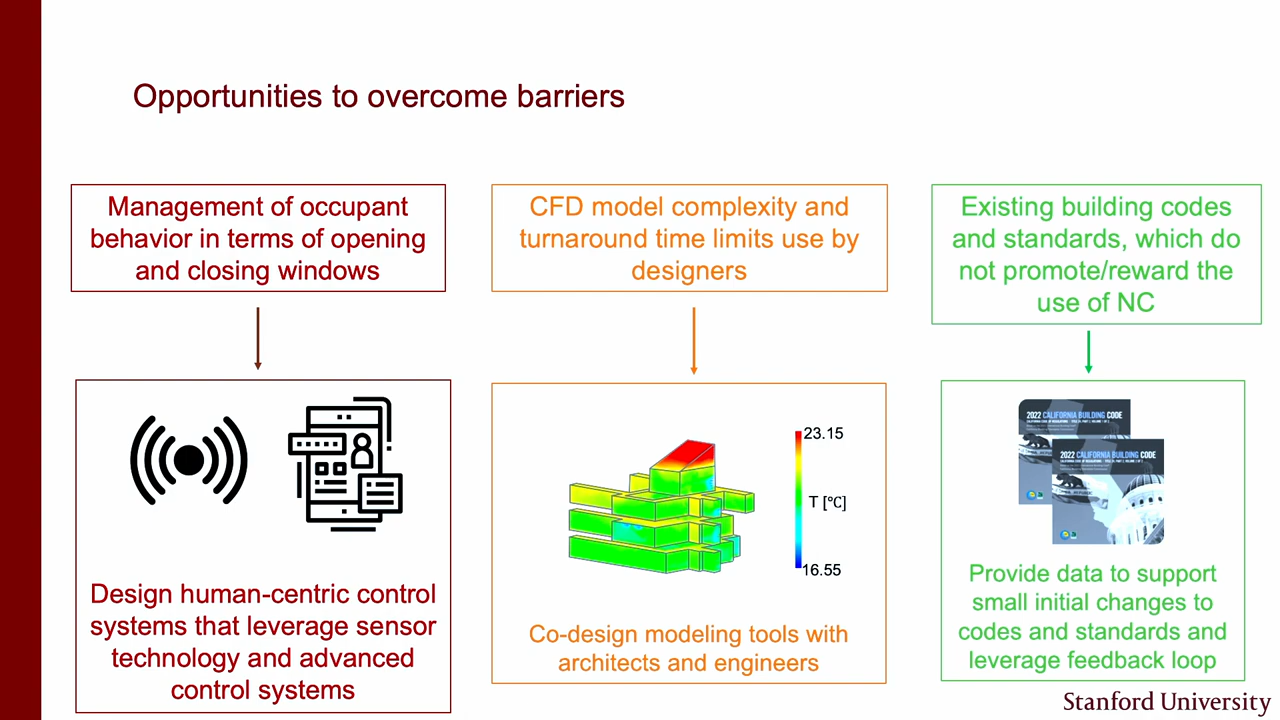 Opportunities to overcome barriers
Management of occupant
behavior in terms of opening
and closing windows
CFD model complexity and
turnaround time limits use by
designers
Existing building codes
and standards, which do
not promote/reward the
use of NC
Design human-centric control
systems that leverage sensor
technology and advanced
control systems
23.15
T [°C]
16.55
Co-design modeling tools with
architects and engineers
2022 CALIFORNIA BUILDING CODE
2022 CALIFORNIA BUILDING CODE
Provide data to support
small initial changes to
codes and standards and
leverage feedback loop
Stanford University